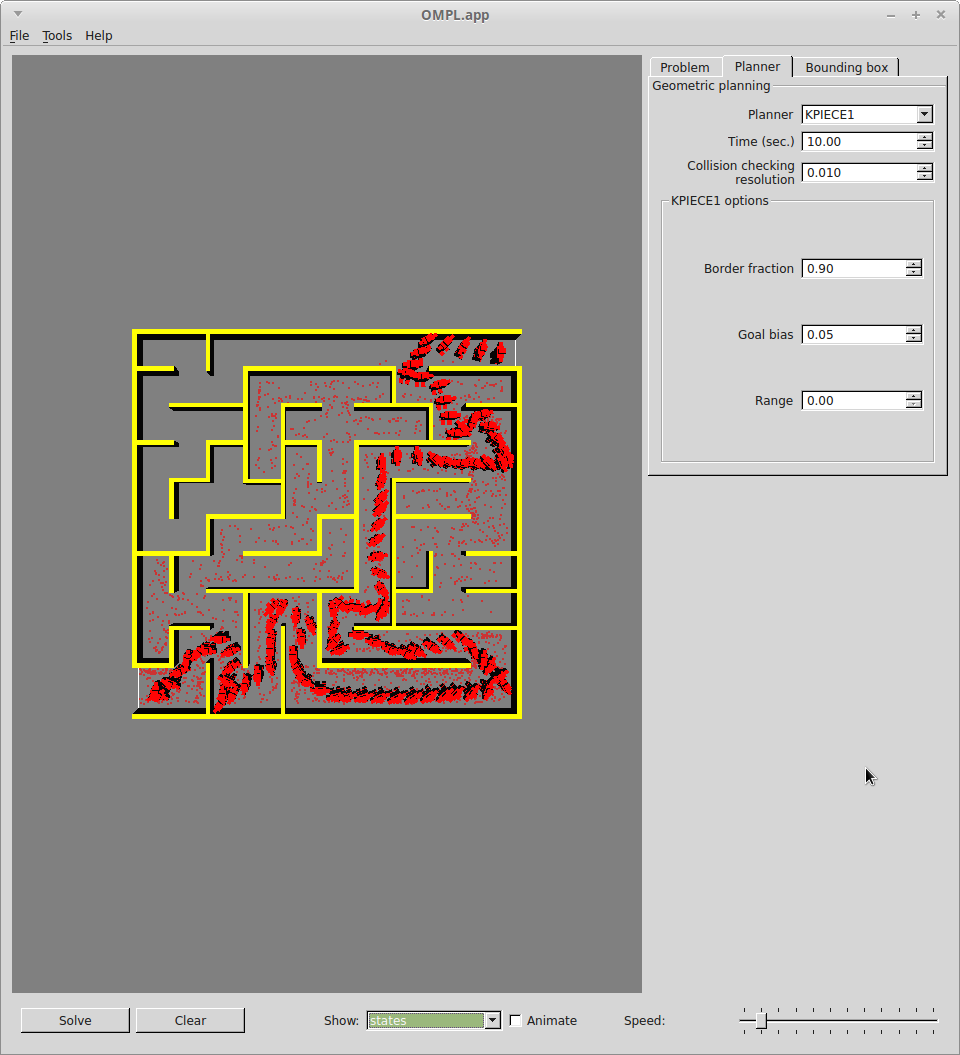 OMPL.app
File Tools Help
Problem Planner Bounding box
Geometric planning
Planner KPIECE1
Time (sec.) 10.00
Collision checking
resolution 0.010
KPIECE1 options
Border fraction 0.90
Goal bias 0.05
Range 0.00
Solve Clear Show: states Animate Speed: